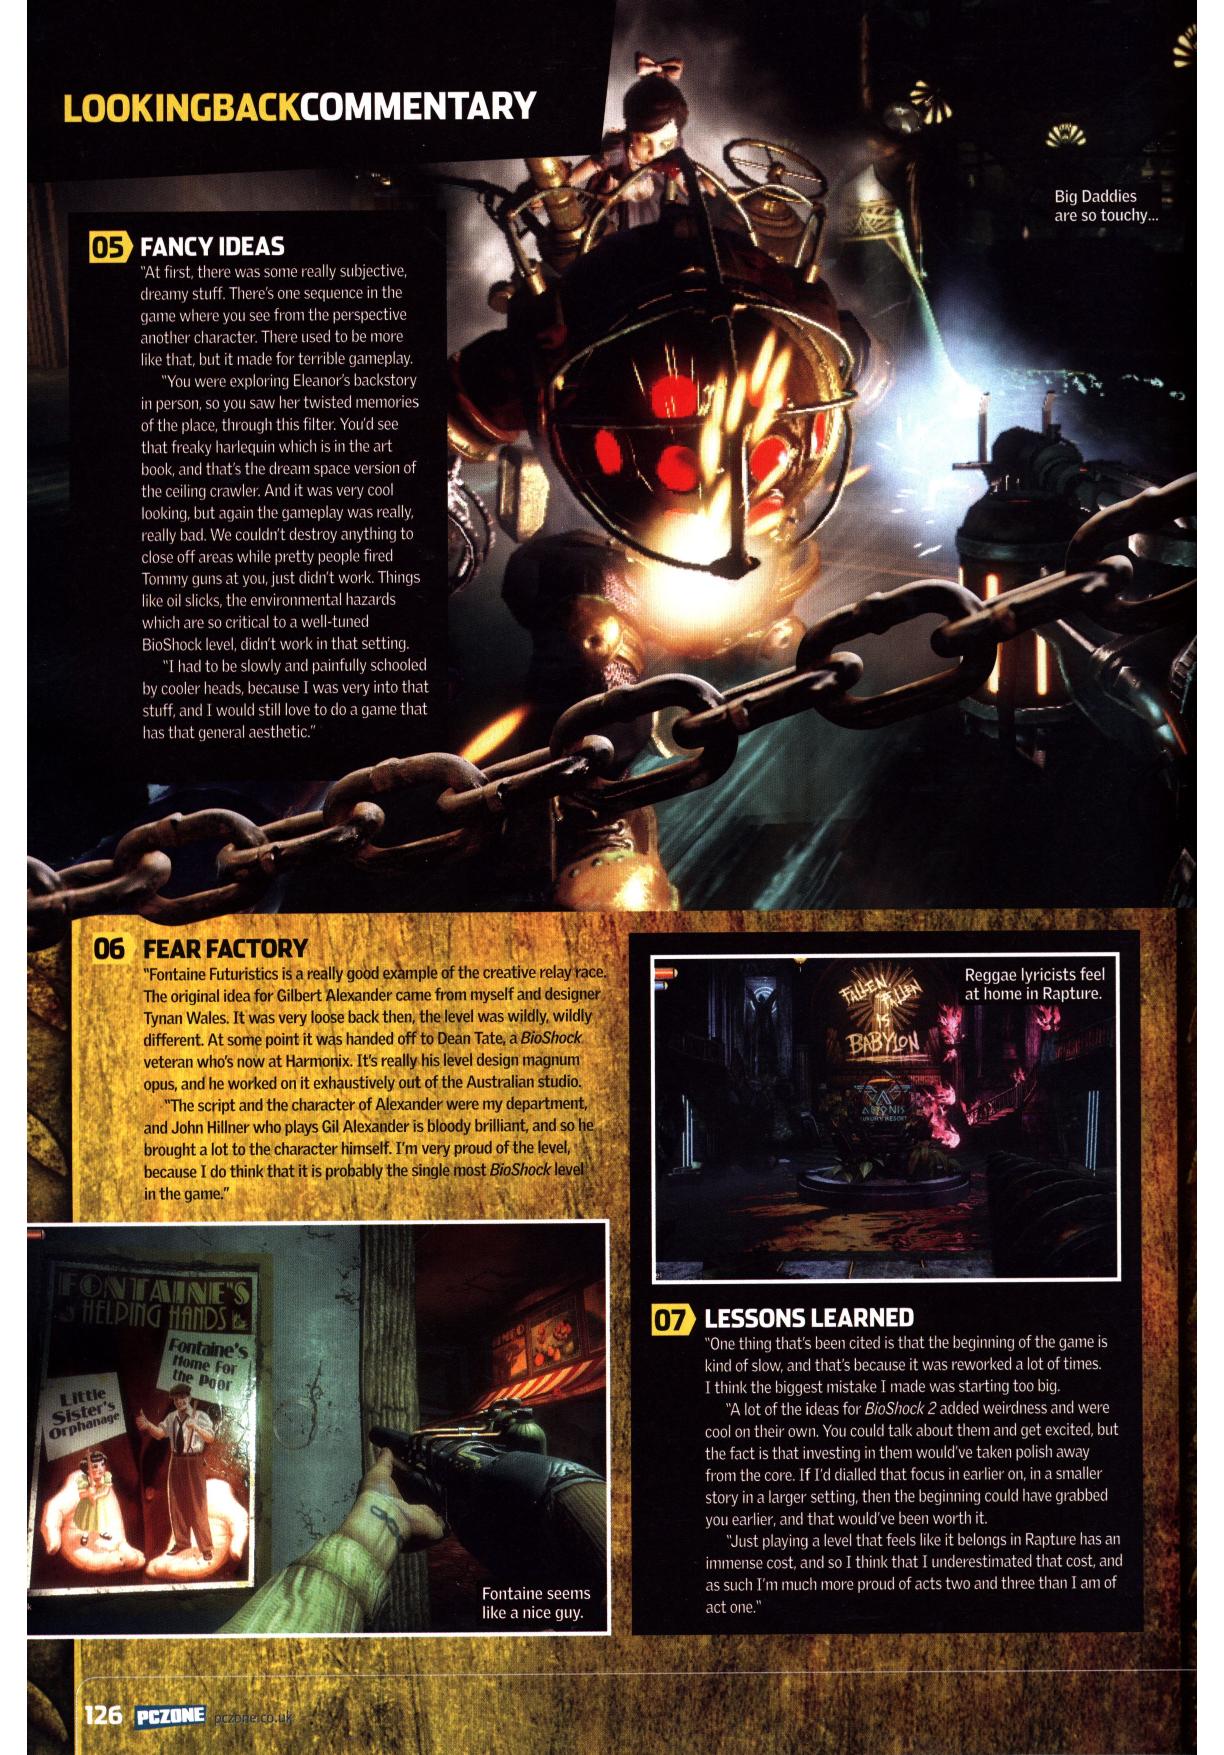 LOOKINGBACKCOMMENTARY
Big Daddies
are so touchy...
05 FANCY IDEAS
"At first, there was some really subjective,
dreamy stuff. There's one sequence in the
game where you see from the perspective
another character. There used to be more
like that, but it made for terrible gameplay.
"You were exploring Eleanor's backstory
in person, so you saw her twisted memories
of the place, through this filter. You'd see
that freaky harlequin which is in the art
book, and that's the dream space version of
the ceiling crawler. And it was very cool
looking, but again the gameplay was really,
really bad. We couldn't destroy anything to
close off areas while pretty people fired
Tommy guns at you, just didn't work. Things
like oil slicks, the environmental hazards
which are so critical to a well-tuned
BioShock level, didn't work in that setting.
"I had to be slowly and painfully schooled
by cooler heads, because I was very into that
stuff, and I would still love to do a game that
has that general aesthetic."
06 FEAR FACTORY
"Fontaine Futuristics is a really good example of the creative relay race.
The original idea for Gilbert Alexander came from myself and designer
Tynan Wales. It was very loose back then, the level was wildly, wildly
different. At some point it was handed off to Dean Tate, a BioShock
veteran who's now at Harmonix. It's really his level design magnum
opus, and he worked on it exhaustively out of the Australian studio.
"The script and the character of Alexander were my department,
and John Hillner who plays Gil Alexander is bloody brilliant, and so he
brought a lot to the character himself. I'm very proud of the level,
because I do think that it is probably the single most BioShock level
in the game."
FONTAINE'S
HELPING HANDS
Fontaine's
Home For
the Poor
Little
Sister's
Orphanage
Fontaine seems
like a nice guy.
Reggae lyricists feel
at home in Rapture.
FALLEN
FALLEN
IS
BABYLON
ADONIS
LUXURY RESORT
07 LESSONS LEARNED
"One thing that's been cited is that the beginning of the game is
kind of slow, and that's because it was reworked a lot of times.
I think the biggest mistake I made was starting too big.
"A lot of the ideas for BioShock 2 added weirdness and were
cool on their own. You could talk about them and get excited, but
the fact is that investing in them would've taken polish away
from the core. If I'd dialled that focus in earlier on, in a smaller
story in a larger setting, then the beginning could have grabbed
you earlier, and that would've been worth it.
"Just playing a level that feels like it belongs in Rapture has an
immense cost, and so I think that I underestimated that cost, and
as such I'm much more proud of acts two and three than I am of
act one."
126 PCZONE pczone.co.uk